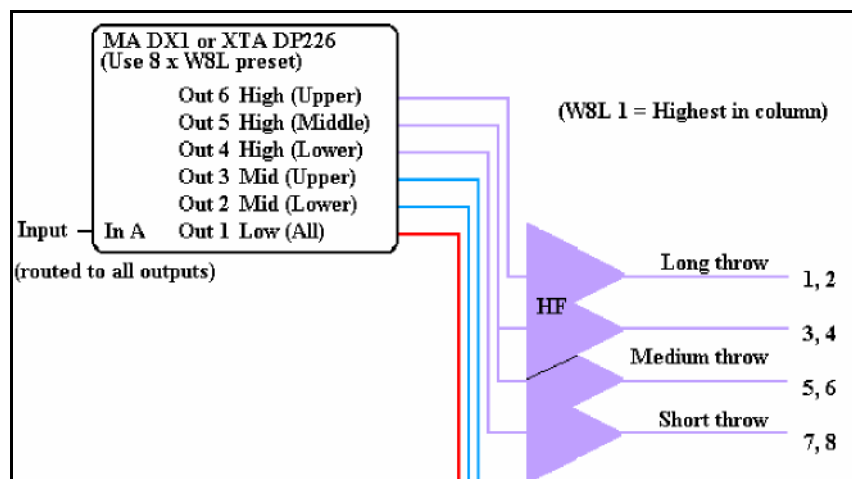 MA DX1 or XTA DP226
(Use 8 x W8L preset)
Out 6 High (Upper)
Out 5 High (Middle)
Out 4 High (Lower)
Out 3 Mid (Upper)
Out 2 Mid (Lower)
Input In A Out 1 Low (All)
(routed to all outputs)
(W8L 1 = Highest in column)
HF
Long throw 1, 2
3, 4
Medium throw
5, 6
Short throw
7, 8